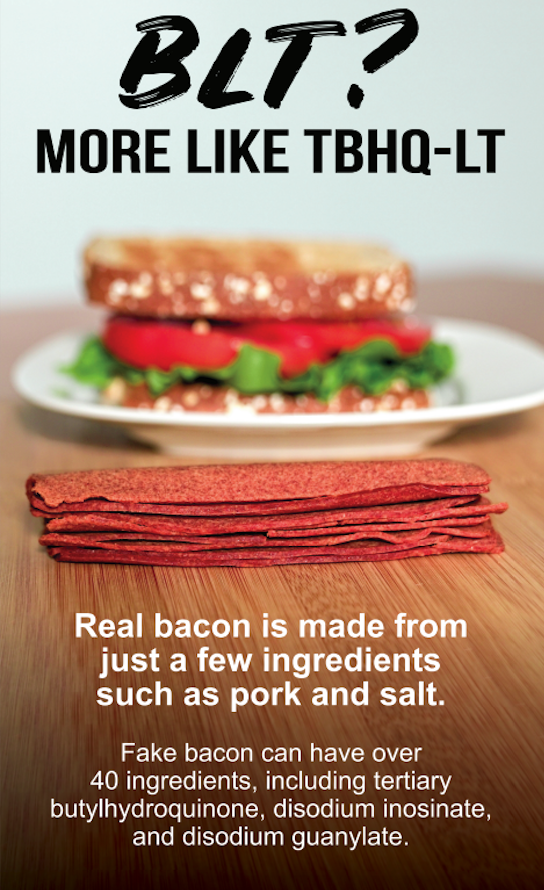 BLT?
MORE LIKE TBHQ-LT
Real bacon is made from
just a few ingredients
such as pork and salt.
Fake bacon can have over
40 ingredients, including tertiary
butylhydroquinone, disodium inosinate,
and disodium guanylate.